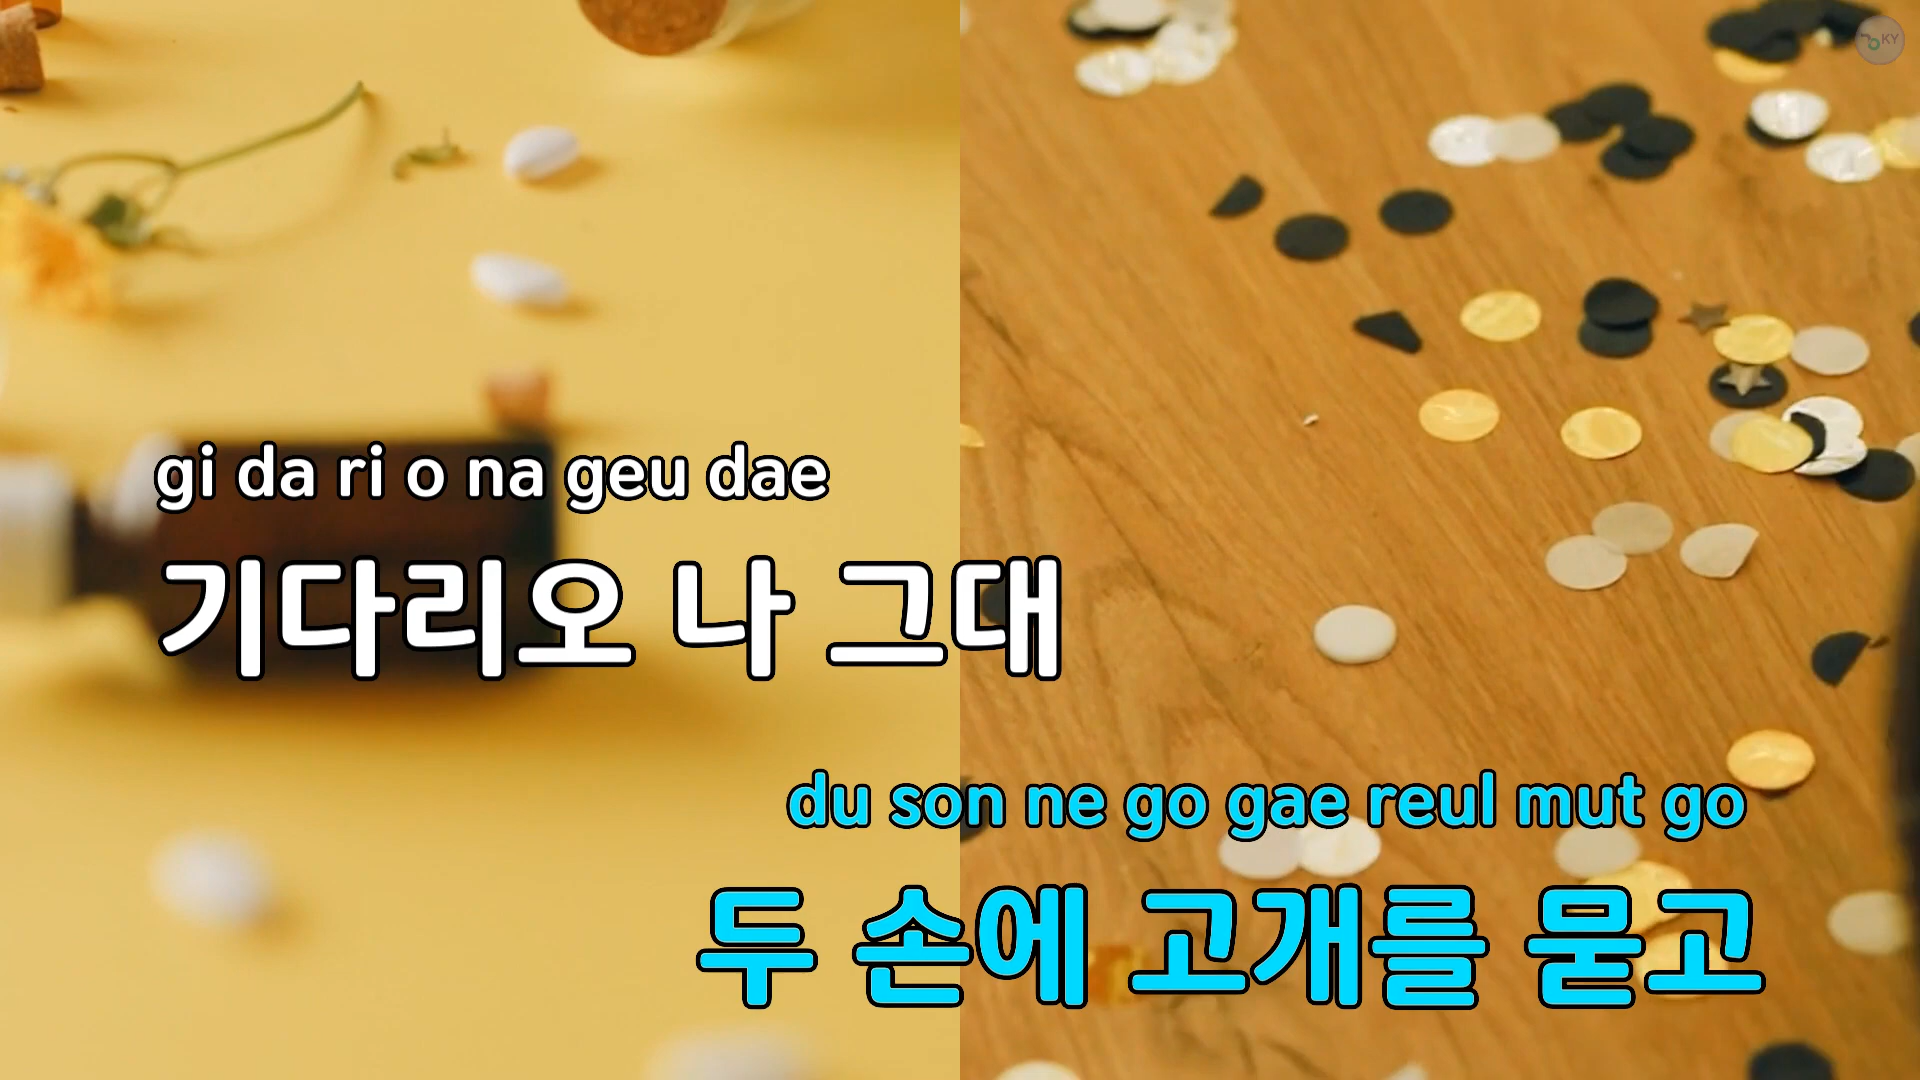 KY
gi da ri o na geu dae
기다리오 나 그대
du son ne go gae reul mut go
두 손에 고개를 묻고